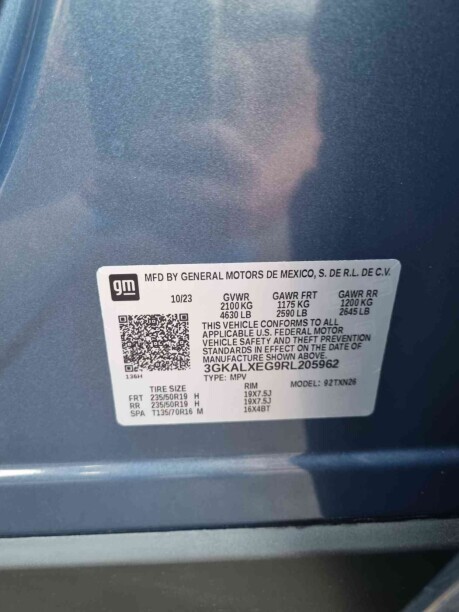 gm MFD BY GENERAL MOTORS DE MEXICO, S. DE R.L. DE C.V.
10/23 GVWR GAWR FRT GAWR RR
2100 KG 1175 KG 1200 KG
4630 LB 2590 LB 2645 LB
THIS VEHICLE CONFORMS TO ALL
APPLICABLE U.S. FEDERAL MOTOR
VEHICLE SAFETY AND THEFT PREVENTION
STANDARDS IN EFFECT ON THE DATE OF
MANUFACTURE SHOWN ABOVE.
3GKALXEG9RL205962
136H TYPE: MPV MODEL: 92TXN26
TIRE SIZE RIM
FRT 235/50R19 H 19X7.5J
RR 235/50R19 H 19X7.5J
SPA T135/70R16 M 16X4BT